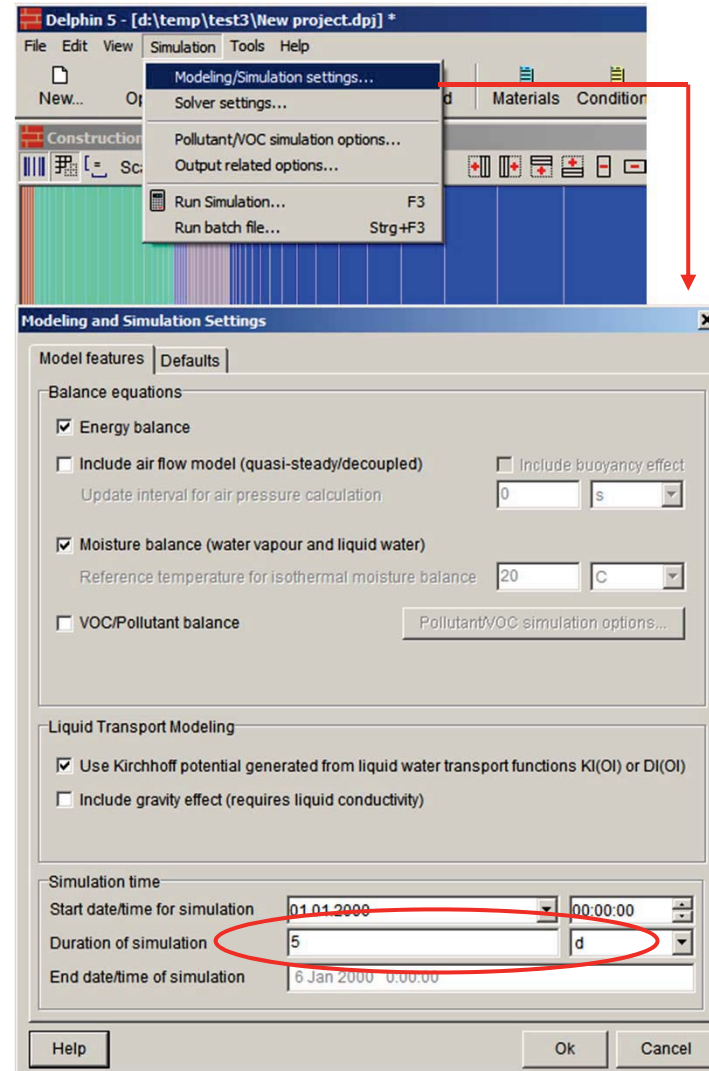 Delphin 5 - [d:\temp\test3\New project.dpj] *
File Edit View Simulation Tools Help
Modeling/Simulation settings...
New... Materials
Solver settings...
Construction
Pollutant/VOC simulation options...
Output related options...
Run Simulation... F3
Run batch file... Strg+F3
Modeling and Simulation Settings
Model features Defaults
Balance equations
Energy balance
Include air flow model (quasi-steady/decoupled) Include buoyancy effect
Update interval for air pressure calculation 0 s
Moisture balance (water vapour and liquid water)
Reference temperature for isothermal moisture balance 20 C
VOC/Pollutant balance Pollutant/VOC simulation options...
Liquid Transport Modeling
Use Kirchhoff potential generated from liquid water transport functions Kl(Ol) or Dl(Ol)
Include gravity effect (requires liquid conductivity)
Simulation time
Start date/time for simulation 01.01.2000 00:00:00
Duration of simulation 5 d
End date/time of simulation 6 Jan 2000 0:00:00
Help Ok Cancel